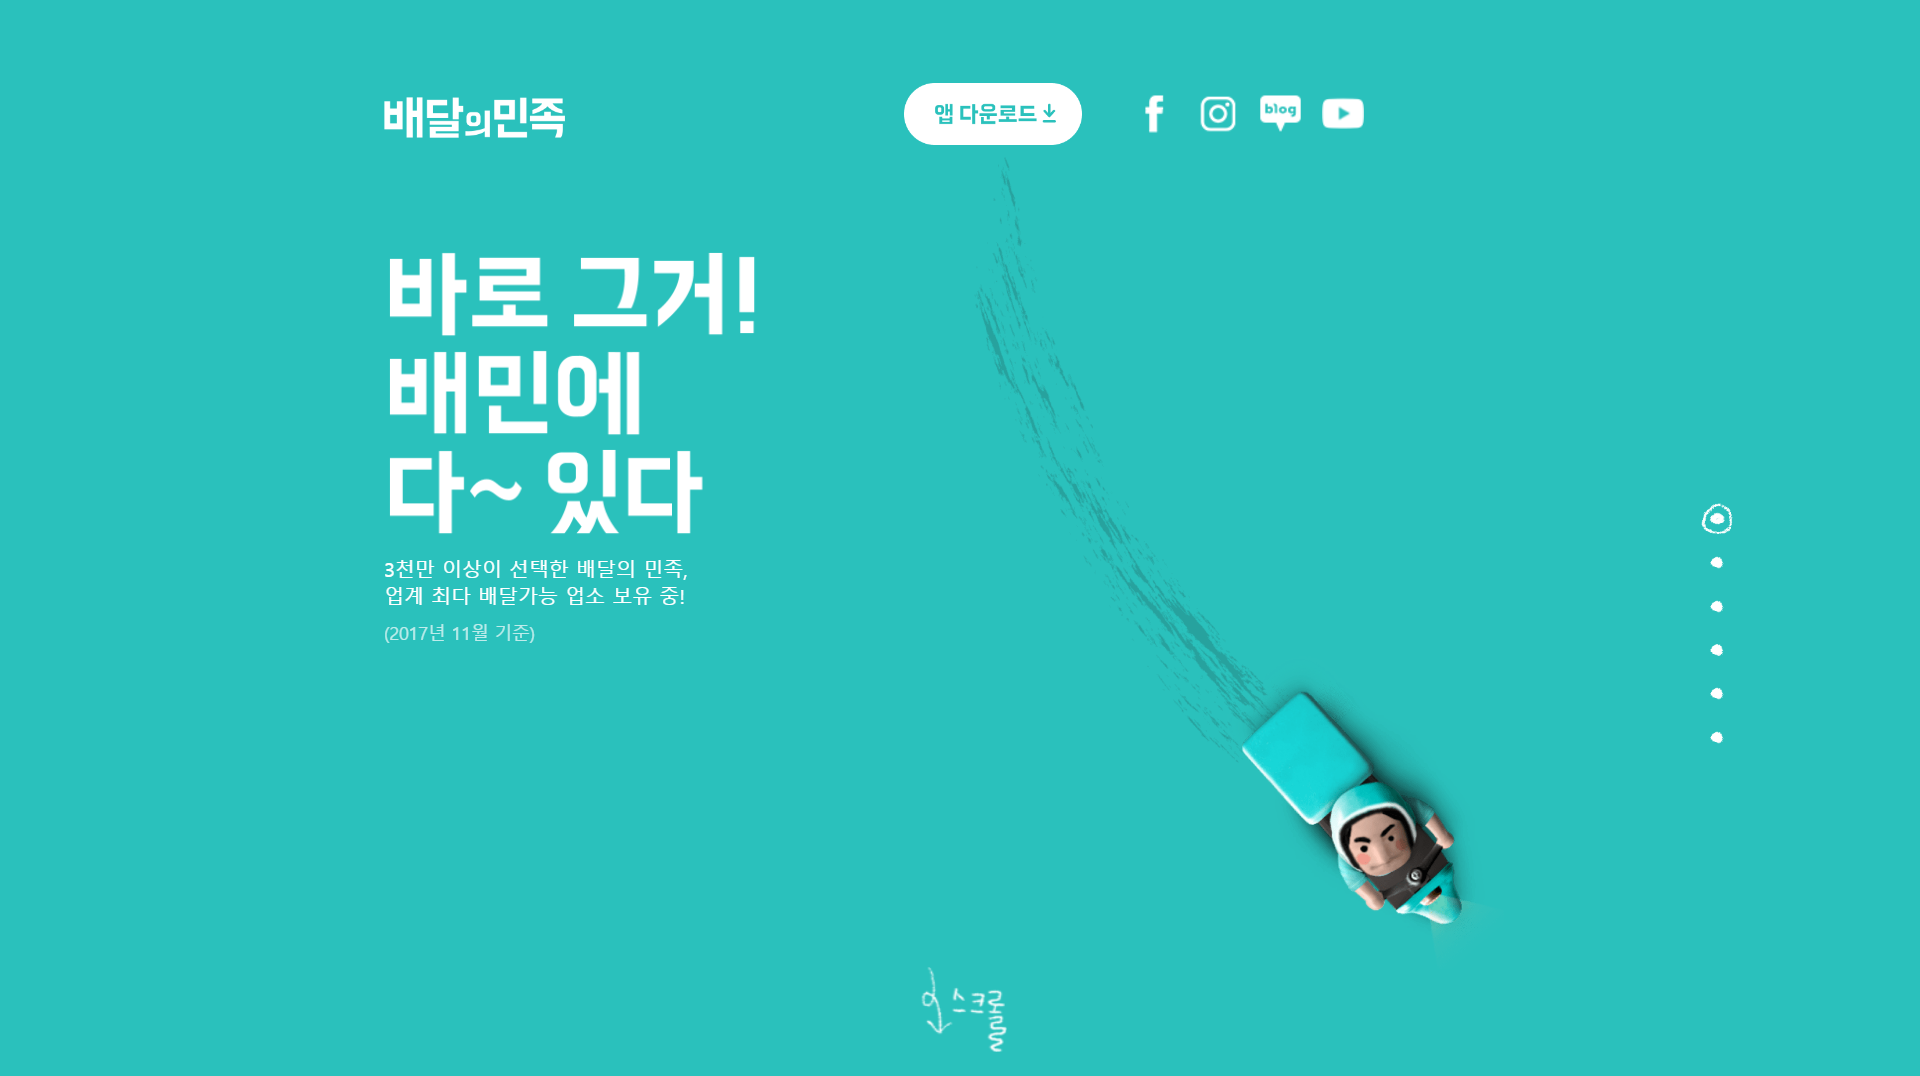 배달의민족
앱 다운로드
blog
바로 그거!
배민에
다~ 있다
3천만 이상이 선택한 배달의 민족,
업계 최다 배달가능 업소 보유 중!
(2017년 11월 기준)
스크롤